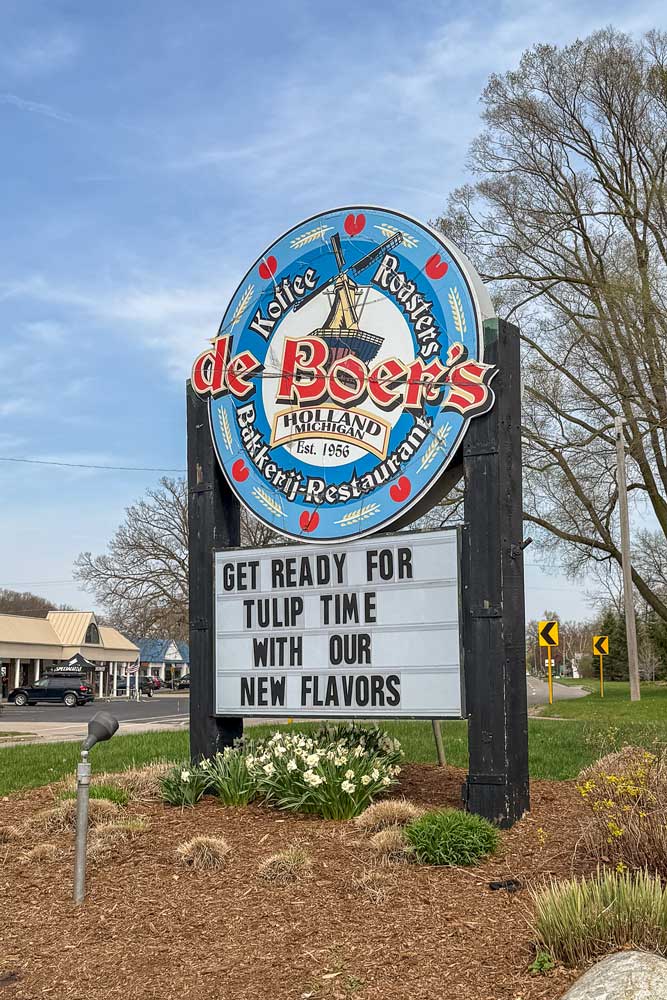 Koffee Roasters
de Boer's
HOLLAND
MICHIGAN
Est. 1956
Bakkerij-Restaurant
GET READY FOR
TULIP TIME
WITH OUR
NEW FLAVORS